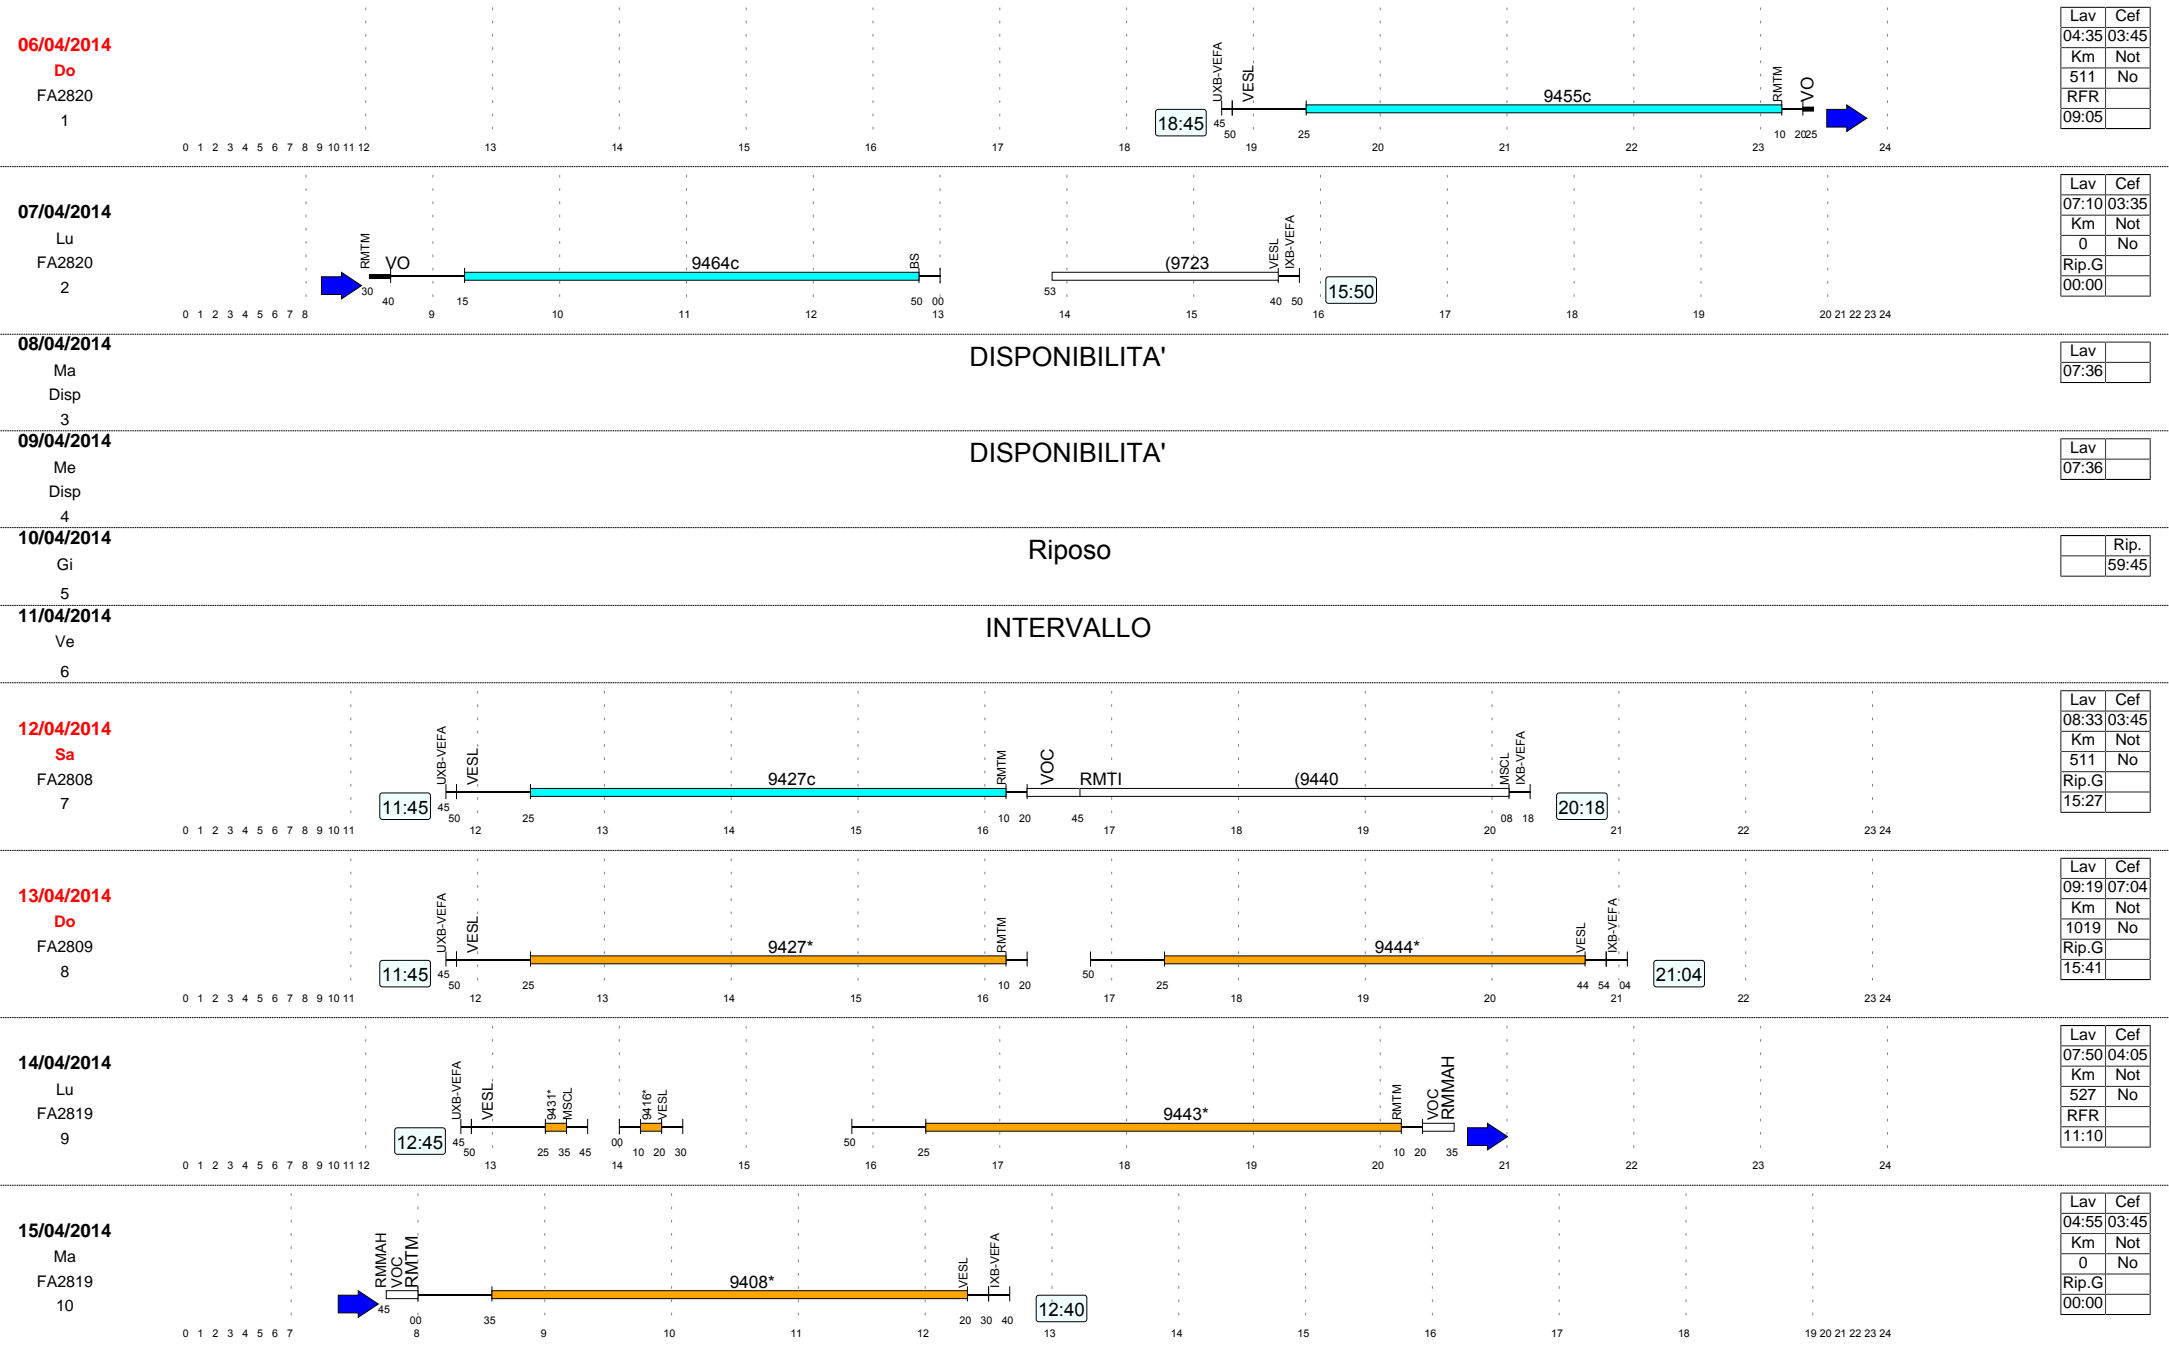 06/04/2014
Do
FA2820
1
18:45
UXB-VEFA
VESL
9455c
RMTM
VO
45 50 25 10 20 25
0 1 2 3 4 5 6 7 8 9 10 11 12 13 14 15 16 17 18 19 20 21 22 23 24
Lav Cef
04:35 03:45
Km Not
511 No
RFR
09:05
07/04/2014
Lu
FA2820
2
RMTM
VO
9464c
BS
(9723
VESL
IXB-VEFA
15:50
30 40 15 50 00 53 40 50
0 1 2 3 4 5 6 7 8 9 10 11 12 13 14 15 16 17 18 19 20 21 22 23 24
Lav Cef
07:10 03:35
Km Not
0 No
Rip.G
00:00
08/04/2014
Ma
Disp
3
DISPONIBILITA'
Lav
07:36
09/04/2014
Me
Disp
4
DISPONIBILITA'
Lav
07:36
10/04/2014
Gi
5
Riposo
Rip.
59:45
11/04/2014
Ve
6
INTERVALLO
12/04/2014
Sa
FA2808
7
11:45
UXB-VEFA
VESL
9427c
RMTM
VOC
RMTI
(9440
MSCL
IXB-VEFA
20:18
45 50 25 10 20 45 08 18
0 1 2 3 4 5 6 7 8 9 10 11 12 13 14 15 16 17 18 19 20 21 22 23 24
Lav Cef
08:33 03:45
Km Not
511 No
Rip.G
15:27
13/04/2014
Do
FA2809
8
11:45
UXB-VEFA
VESL
9427*
RMTM
9444*
VESL
IXB-VEFA
21:04
45 50 25 10 20 50 25 44 54 04
0 1 2 3 4 5 6 7 8 9 10 11 12 13 14 15 16 17 18 19 20 21 22 23 24
Lav Cef
09:19 07:04
Km Not
1019 No
Rip.G
15:41
14/04/2014
Lu
FA2819
9
12:45
UXB-VEFA
VESL
9431*
MSCL
9416*
VESL
9443*
RMTM
VOC
RMMAH
45 50 25 35 45 00 10 20 30 50 25 10 20 35
0 1 2 3 4 5 6 7 8 9 10 11 12 13 14 15 16 17 18 19 20 21 22 23 24
Lav Cef
07:50 04:05
Km Not
527 No
RFR
11:10
15/04/2014
Ma
FA2819
10
RMMAH
VOC
RMTM
9408*
VESL
IXB-VEFA
12:40
45 00 35 20 30 40
0 1 2 3 4 5 6 7 8 9 10 11 12 13 14 15 16 17 18 19 20 21 22 23 24
Lav Cef
04:55 03:45
Km Not
0 No
Rip.G
00:00